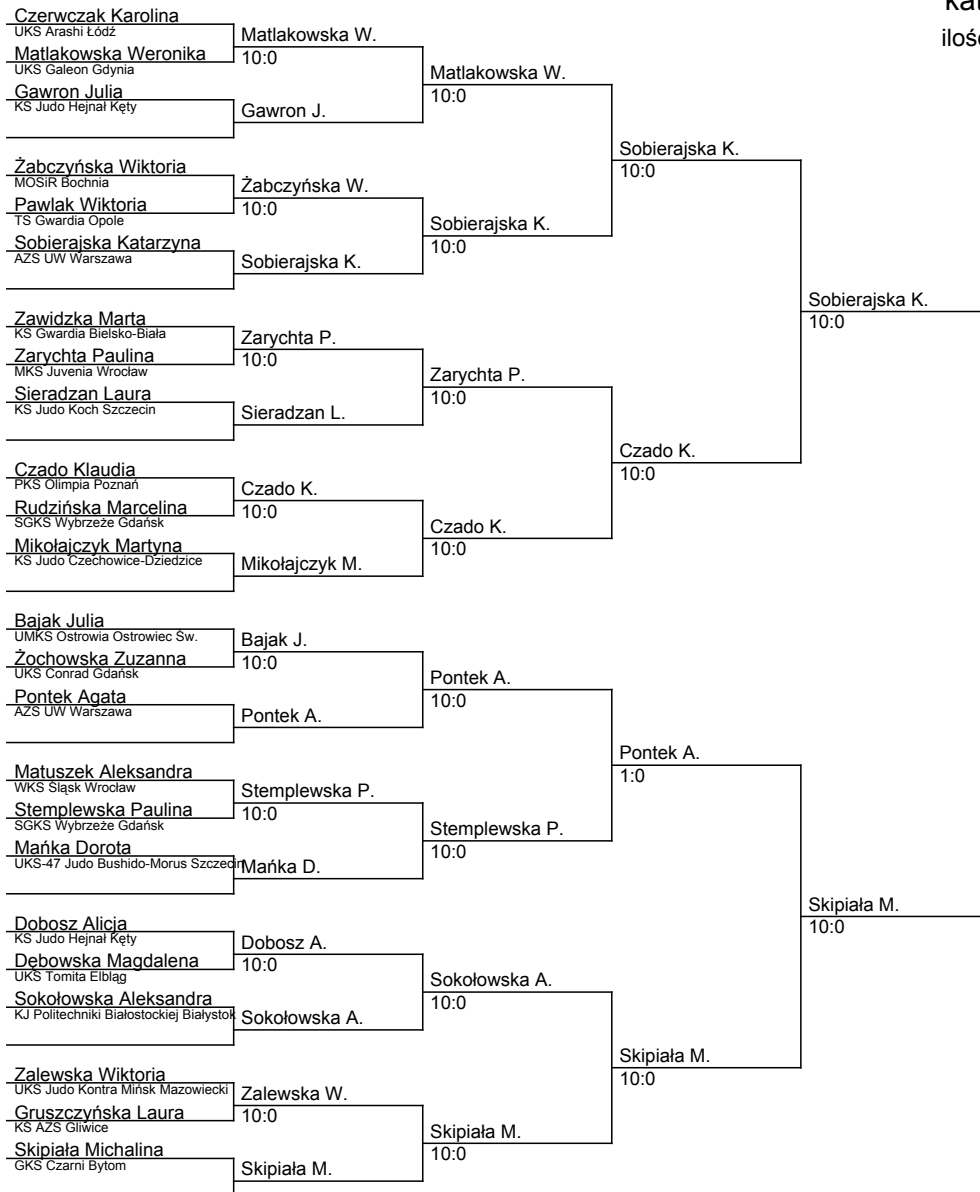 Czerwczak Karolina
UKS Arashi Łódź
Matlakowska Weronika
UKS Galeon Gdynia
Gawron Julia
KS Judo Hejnał Kęty
Żabczyńska Wiktoria
MOSiR Bochnia
Pawlak Wiktoria
TS Gwardia Opole
Sobierajska Katarzyna
AZS UW Warszawa
Zawidzka Marta
KS Gwardia Bielsko-Biała
Zarychta Paulina
MKS Juvenia Wrocław
Sieradzan Laura
KS Judo Koch Szczecin
Czado Klaudia
PKS Olimpia Poznań
Rudzińska Marcelina
SGKS Wybrzeże Gdańsk
Mikołajczyk Martyna
KS Judo Czechowice-Dziedzice
Bajak Julia
UMKS Ostrowia Ostrowiec Św.
Żochowska Zuzanna
UKS Conrad Gdańsk
Pontek Agata
AZS UW Warszawa
Matuszek Aleksandra
WKS Śląsk Wrocław
Stemplewska Paulina
SGKS Wybrzeże Gdańsk
Mańka Dorota
UKS-47 Judo Bushido-Morus Szczecin
Dobosz Alicja
KS Judo Hejnał Kęty
Dębowska Magdalena
UKS Tomita Elbląg
Sokołowska Aleksandra
KJ Politechniki Białostockiej Białystok
Zalewska Wiktoria
UKS Judo Kontra Mińsk Mazowiecki
Gruszczyńska Laura
KS AZS Gliwice
Skipiała Michalina
GKS Czarni Bytom
Matlakowska W.
10:0
Gawron J.
Żabczyńska W.
10:0
Sobierajska K.
Zarychta P.
10:0
Sieradzan L.
Czado K.
10:0
Mikołajczyk M.
Bajak J.
10:0
Pontek A.
Stemplewska P.
10:0
Mańka D.
Dobosz A.
10:0
Sokołowska A.
Zalewska W.
10:0
Skipiała M.
Matlakowska W.
10:0
Sobierajska K.
10:0
Zarychta P.
10:0
Czado K.
10:0
Pontek A.
10:0
Stemplewska P.
10:0
Sokołowska A.
10:0
Skipiała M.
10:0
Sobierajska K.
10:0
Czado K.
10:0
Pontek A.
1:0
Skipiała M.
10:0
Sobierajska K.
10:0
Skipiała M.
10:0